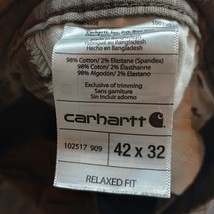 Fabriqué en Bangladesh
Hecho en Bangladesh
98% Cotton/ 2% Elastane (Spandex)
98% Coton/ 2% Élasthanne
98% Algodón/ 2% Elastano
Exclusive of Trimming
Sans garniture
Sin incluir adorno
carhartt
102517 909
42 x 32
RELAXED FIT